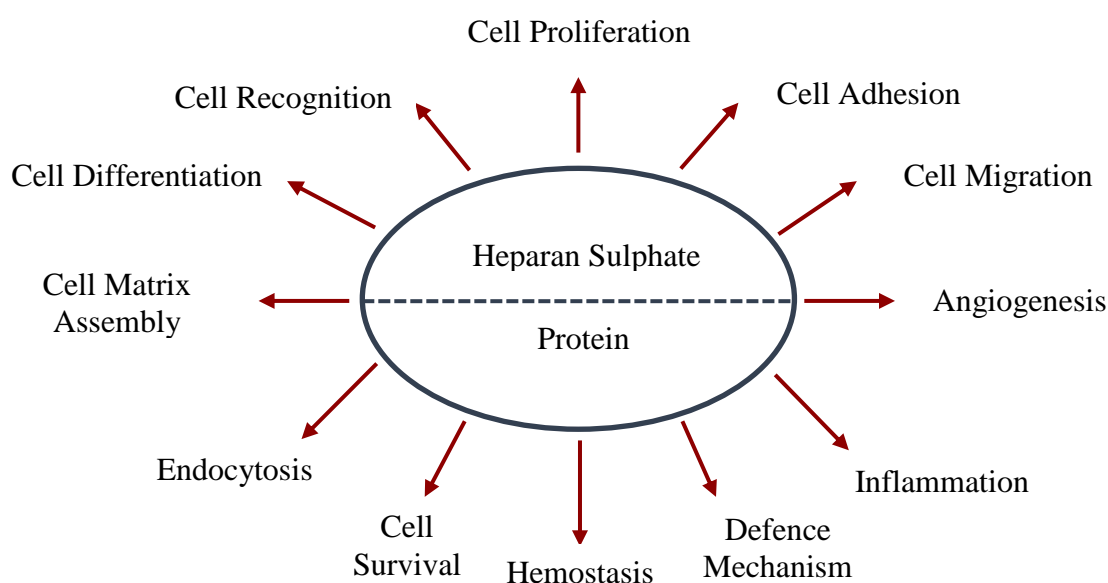 Cell Proliferation
Cell Recognition
Cell Adhesion
Cell Differentiation
Cell Migration
Heparan Sulphate
Cell Matrix
Assembly
Angiogenesis
Protein
Endocytosis
Inflammation
Cell
Survival
Hemostasis
Defence
Mechanism